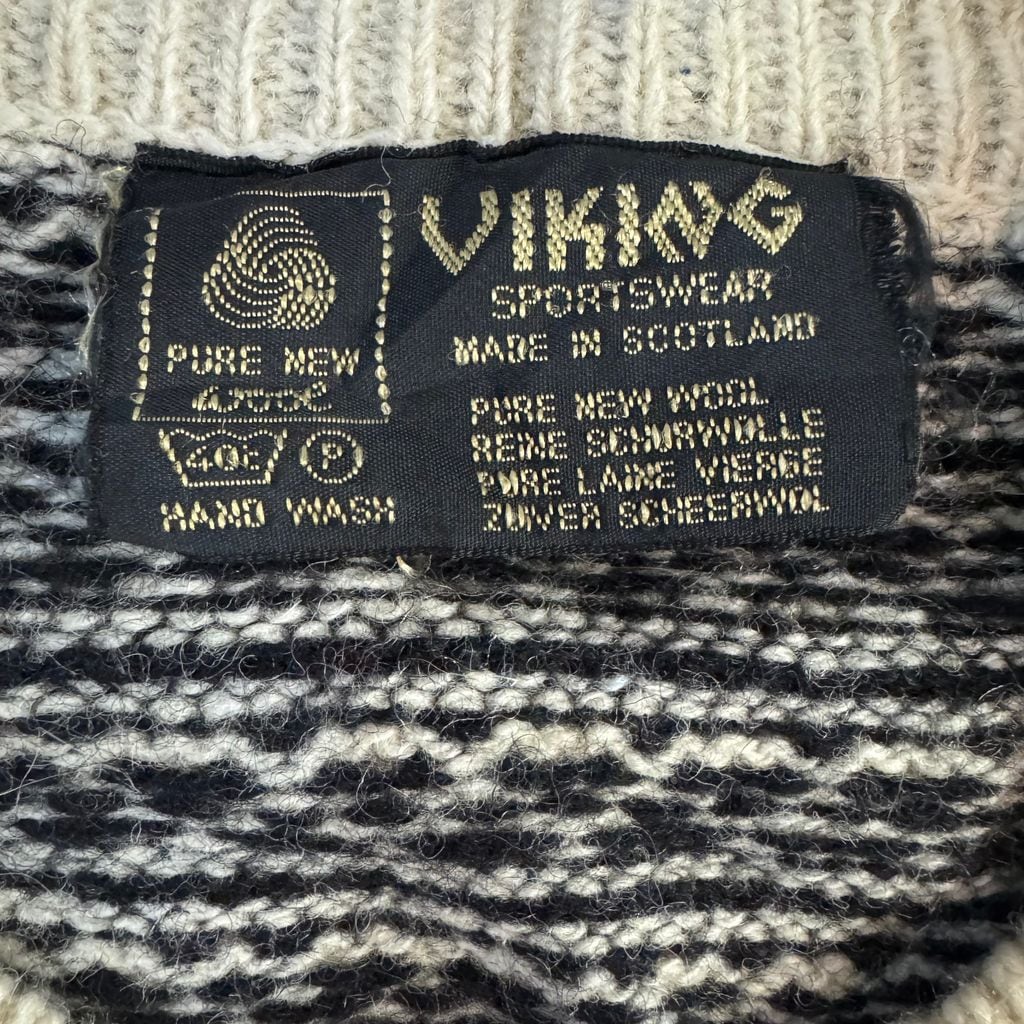 PURE NEW
WOOL
40c P
HAND WASH
VIKING
SPORTSWEAR
MADE IN SCOTLAND
PURE NEW WOOL
REINE SCHURWOLLE
PURE LAINE VIERGE
ZUIVER SCHEERWOL